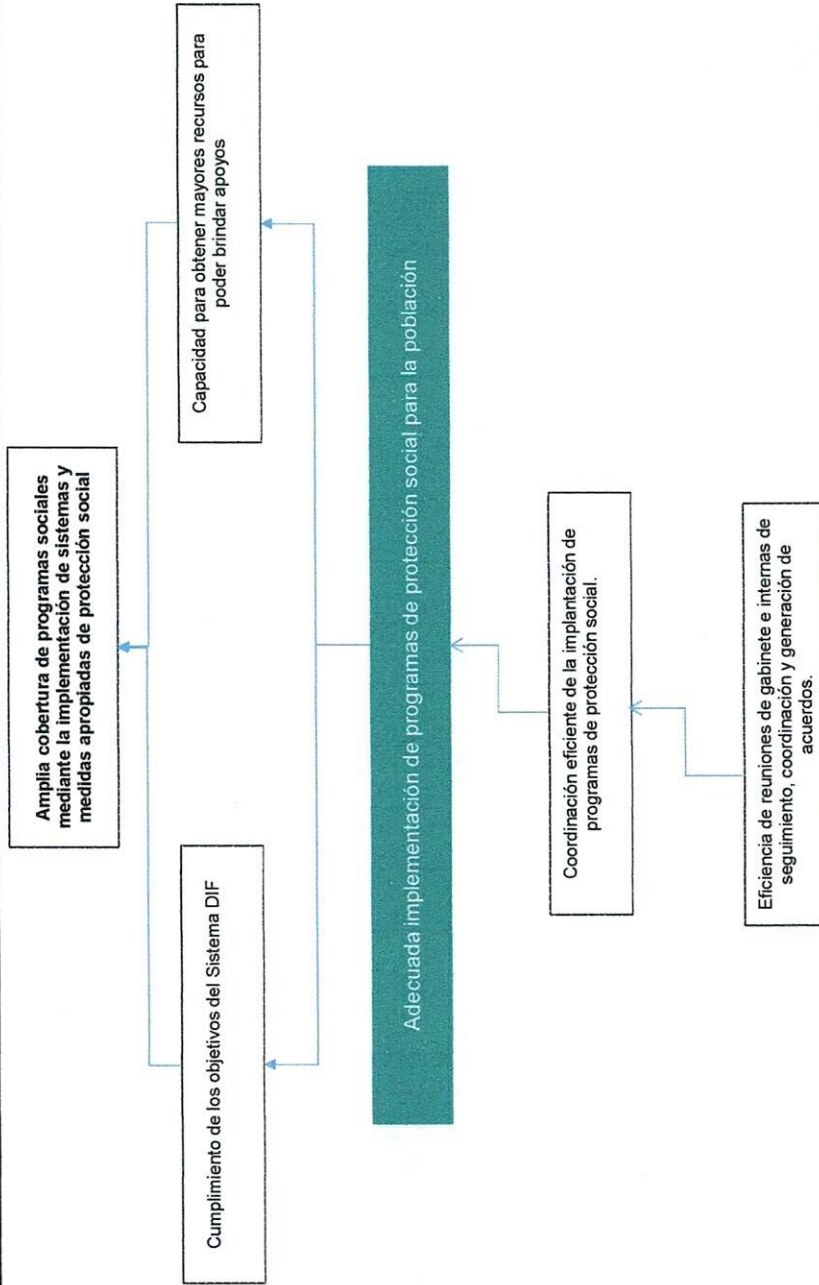 Amplia cobertura de programas sociales
mediante la implementación de sistemas y
medidas apropiadas de protección social
Cumplimiento de los objetivos del Sistema DIF
Capacidad para obtener mayores recursos para
poder brindar apoyos
Adecuada implementación de programas de protección social para la población
Coordinación eficiente de la implantación de
programas de protección social.
Eficiencia de reuniones de gabinete e internas de
seguimiento, coordinación y generación de
acuerdos.